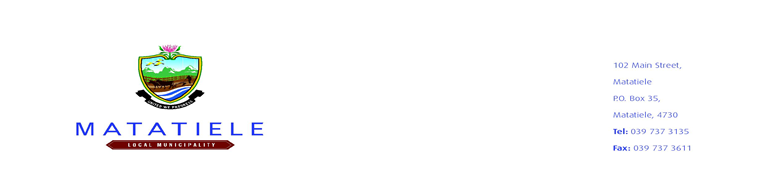 MATATIELE
LOCAL MUNICIPALITY
102 Main Street,
Matatiele
P.O. Box 35,
Matatiele, 4730
Tel: 039 737 3135
Fax: 039 737 3611